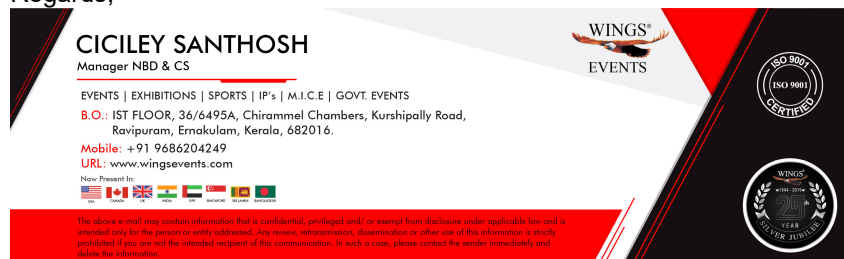 Regards,
CICILEY SANTHOSH
Manager NBD & CS
EVENTS | EXHIBITIONS | SPORTS | IP's | M.I.C.E | GOVT. EVENTS
B.O.: IST FLOOR, 36/6495A, Chirammel Chambers, Kurshipally Road,
Ravipuram, Ernakulam, Kerala, 682016.
Mobile: +91 9686204249
URL: www.wingsevents.com
Now Present In:
USA CANADA UK INDIA UAE SINGAPORE SRI LANKA BANGLADESH
The above e-mail may contain information that is confidential, privileged and/ or exempt from disclosure under applicable law and is
intended only for the person or entity addressed. Any review, retransmission, dissemination or other use of this information is strictly
prohibited if you are not the intended recipient of this communication. In such a case, please contact the sender immediately and
delete the information.
WINGS®
EVENTS
ISO 9001
ISO 9001
CERTIFIED
WINGS
1994 - 2019
25th
YEAR
SILVER JUBILEE